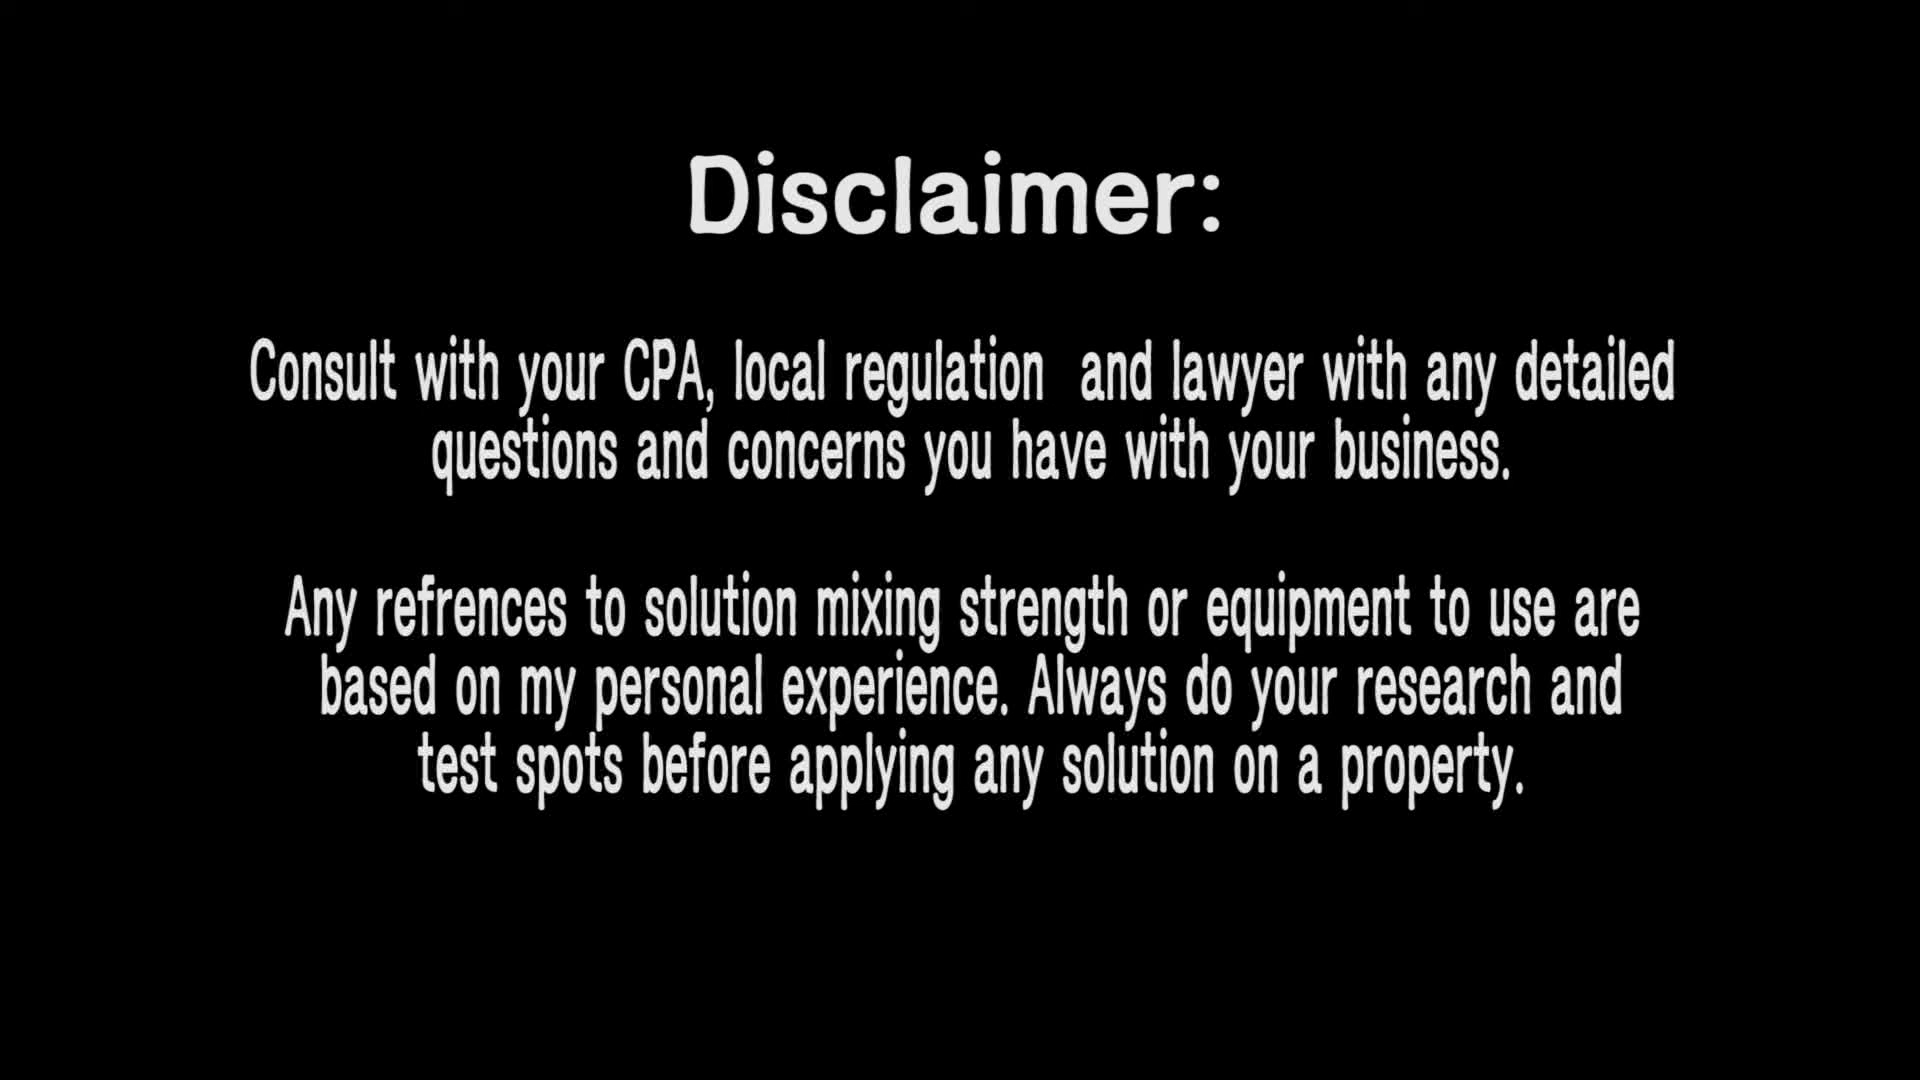 Disclaimer:
Consult with your CPA, local regulation  and lawyer with any detailed
questions and concerns you have with your business.
Any refrences to solution mixing strength or equipment to use are
based on my personal experience. Always do your research and
test spots before applying any solution on a property.